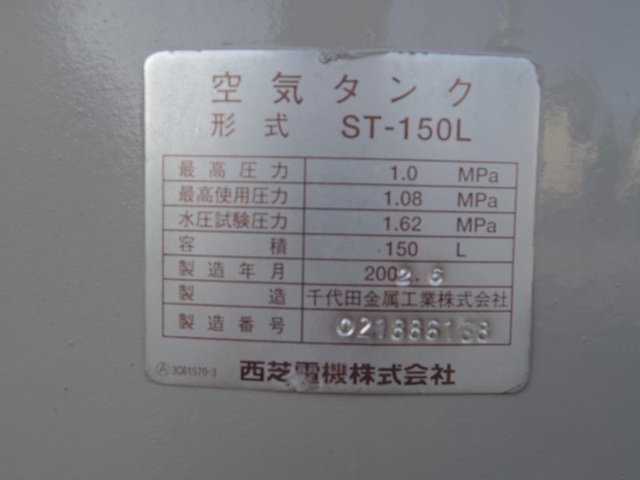 空気タンク
形式 ST-150L
最高圧力 1.0 MPa
最高使用圧力 1.08 MPa
水圧試験圧力 1.62 MPa
容積 150 L
製造年月 2002.6
製造 千代田金属工業株式会社
製造番号 021886158
Ⓐ 3C61570-3 西芝電機株式会社